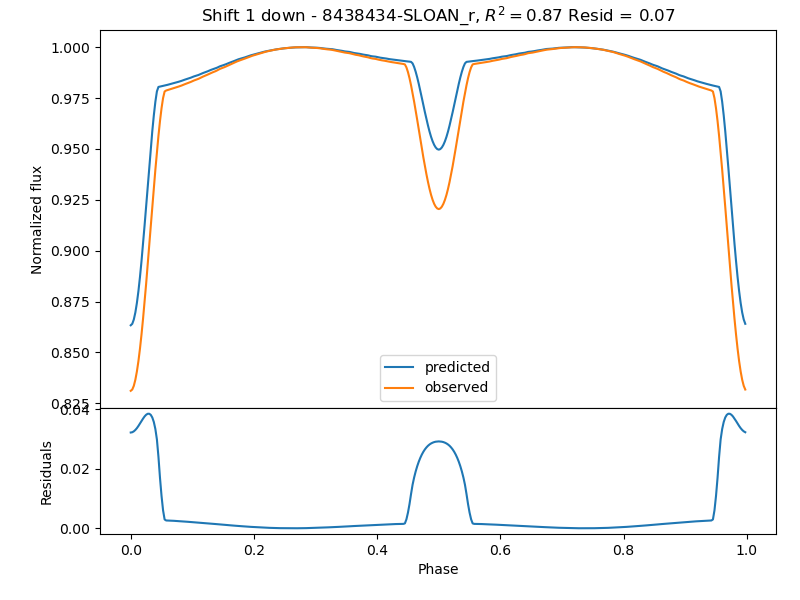 Shift 1 down - 8438434-SLOAN_r, R² = 0.87 Resid = 0.07
1.000
0.975
0.950
0.925
0.900
0.875
0.850
0.825
Normalized flux
predicted
observed
0.04
0.02
0.00
Residuals
0.0 0.2 0.4 0.6 0.8 1.0
Phase